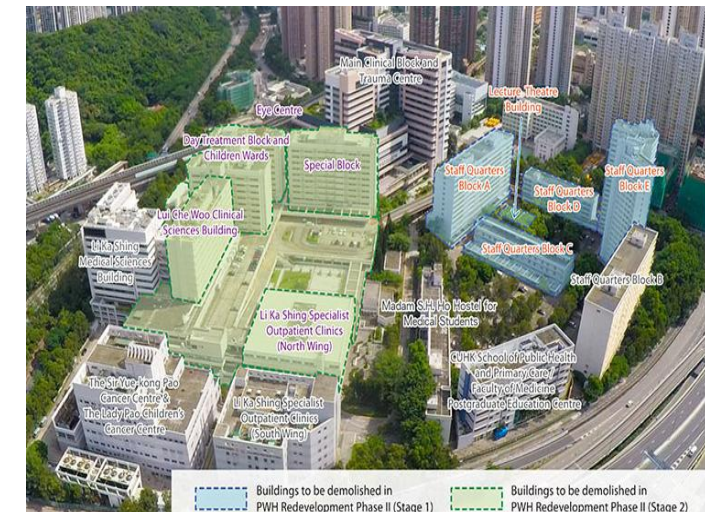 Main Clinical Block and
Trauma Centre
Lecture Theatre
Building
Eye Centre
Day Treatment Block and
Children Wards
Special Block
Staff Quarters
Block A
Staff Quarters
Block D
Staff Quarters
Block E
Lui Che Woo Clinical
Sciences Building
Staff Quarters Block C
Li Ka Shing
Medical Sciences
Building
Staff Quarters Block B
Madam S.H. Ho Hostel for
Medical Students
Li Ka Shing Specialist
Outpatient Clinics
(North Wing)
CUHK School of Public Health
and Primary Care /
Faculty of Medicine
Postgraduate Education Centre
The Sir Yue-kong Pao
Cancer Centre &
The Lady Pao Children's
Cancer Centre
Li Ka Shing Specialist
Outpatient Clinics
(South Wing)
Buildings to be demolished in
PWH Redevelopment Phase II (Stage 1)
Buildings to be demolished in
PWH Redevelopment Phase II (Stage 2)